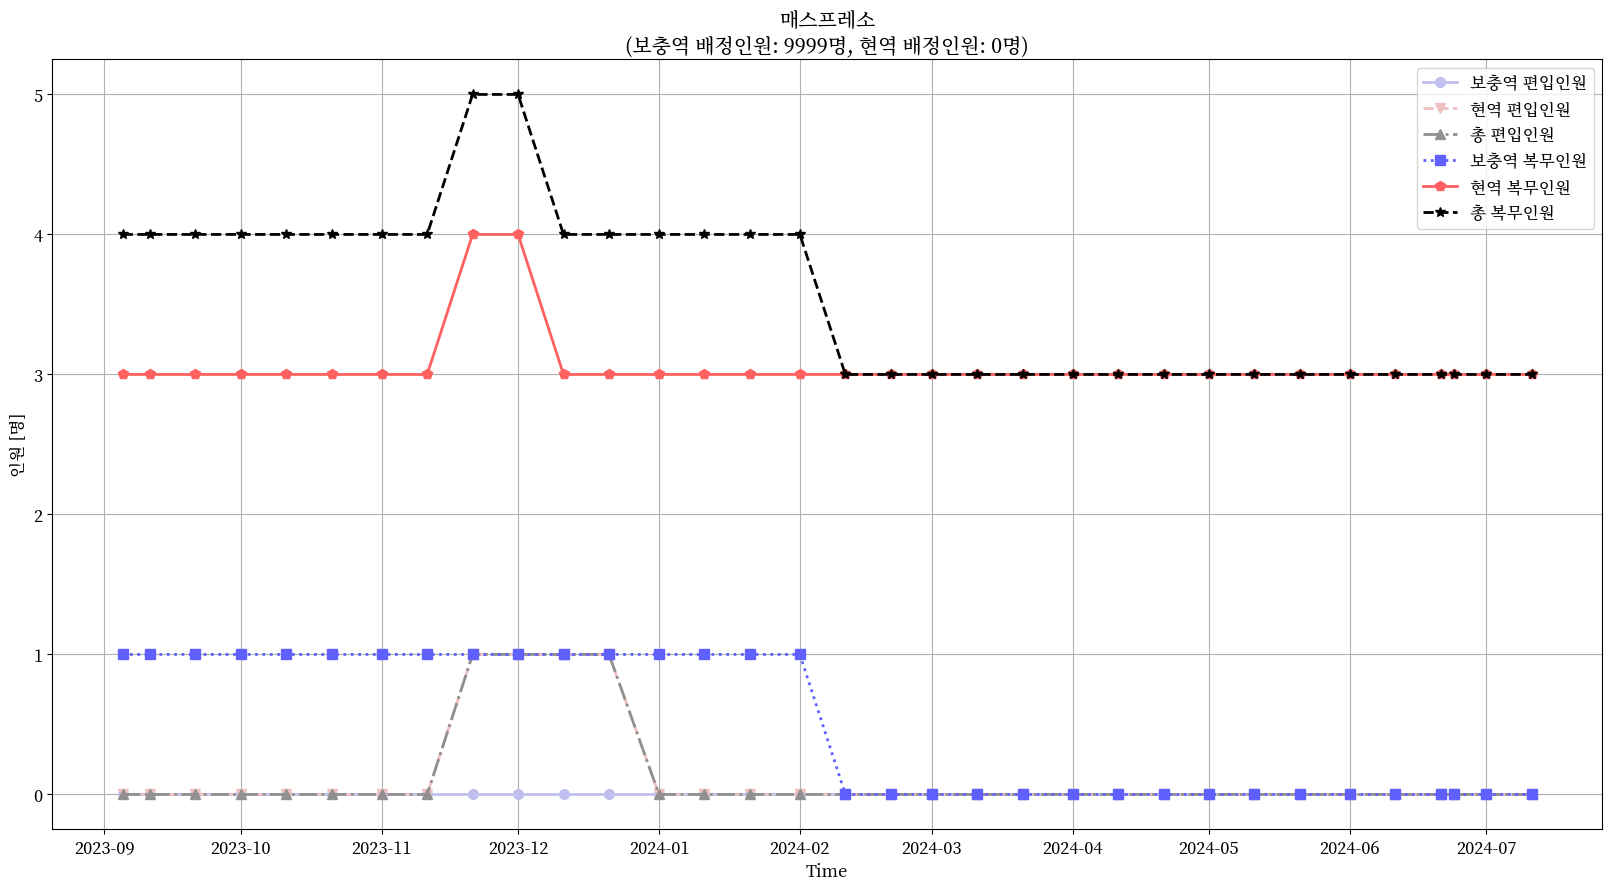 매스프레소
(보충역 배정인원: 9999명, 현역 배정인원: 0명)
보충역 편입인원
현역 편입인원
총 편입인원
보충역 복무인원
현역 복무인원
총 복무인원
인원 [명]
5
4
3
2
1
0
2023-09 2023-10 2023-11 2023-12 2024-01 2024-02 2024-03 2024-04 2024-05 2024-06 2024-07
Time